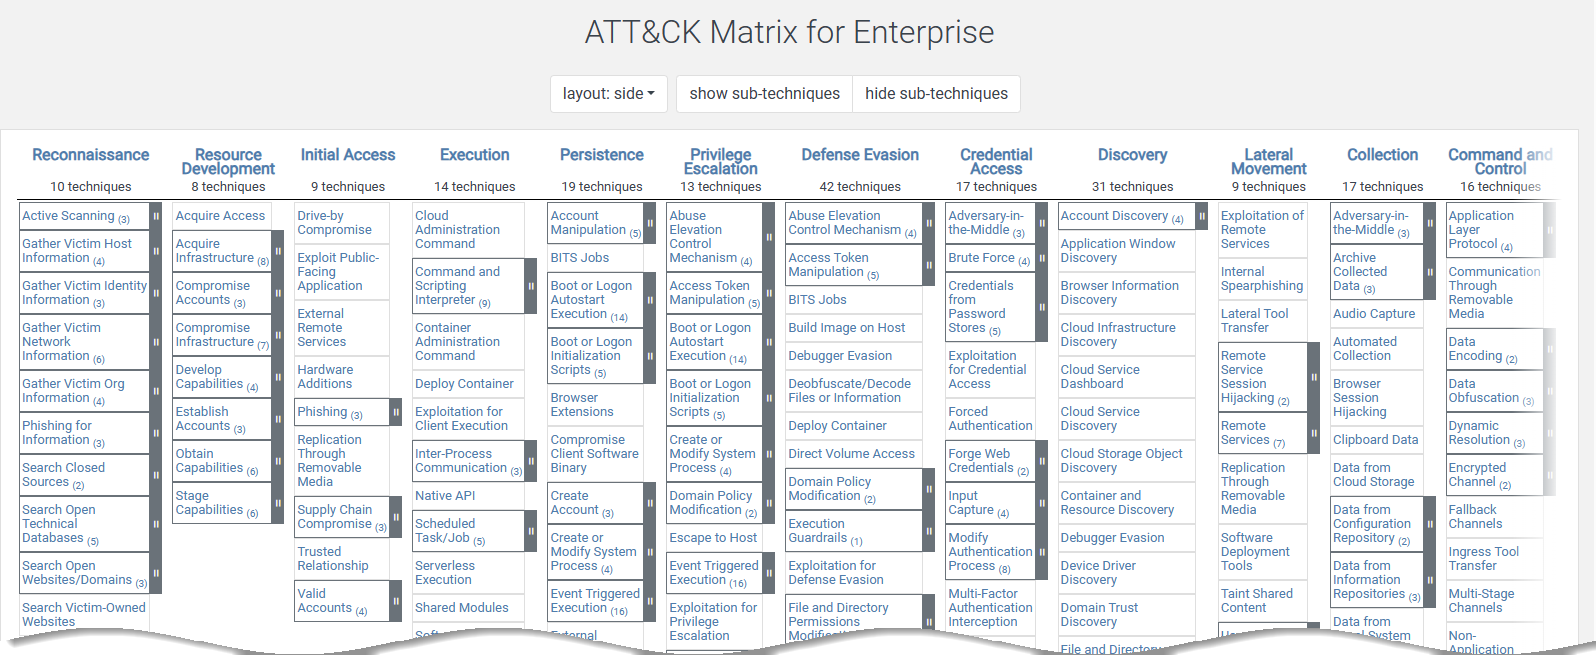 ATT&CK Matrix for Enterprise
layout: side
show sub-techniques
hide sub-techniques
Reconnaissance
10 techniques
Active Scanning (3)
Gather Victim Host
Information (4)
Gather Victim Identity
Information (3)
Gather Victim
Network
Information (6)
Gather Victim Org
Information (4)
Phishing for
Information (3)
Search Closed
Sources (2)
Search Open
Technical
Databases (5)
Search Open
Websites/Domains (3)
Search Victim-Owned
Websites
Resource
Development
8 techniques
Acquire Access
Acquire
Infrastructure (8)
Compromise
Accounts (3)
Compromise
Infrastructure (7)
Develop
Capabilities (4)
Establish
Accounts (3)
Obtain
Capabilities (6)
Stage
Capabilities (6)
Initial Access
9 techniques
Drive-by
Compromise
Exploit Public-
Facing
Application
External
Remote
Services
Hardware
Additions
Phishing (3)
Replication
Through
Removable
Media
Supply Chain
Compromise (3)
Trusted
Relationship
Valid
Accounts (4)
Execution
14 techniques
Cloud
Administration
Command
Command and
Scripting
Interpreter (9)
Container
Administration
Command
Deploy Container
Exploitation for
Client Execution
Inter-Process
Communication (3)
Native API
Scheduled
Task/Job (5)
Serverless
Execution
Shared Modules
Persistence
19 techniques
Account
Manipulation (5)
BITS Jobs
Boot or Logon
Autostart
Execution (14)
Boot or Logon
Initialization
Scripts (5)
Browser
Extensions
Compromise
Client Software
Binary
Create
Account (3)
Create or
Modify System
Process (4)
Event Triggered
Execution (16)
External
Privilege
Escalation
13 techniques
Abuse
Elevation
Control
Mechanism (4)
Access Token
Manipulation (5)
Boot or Logon
Autostart
Execution (14)
Boot or Logon
Initialization
Scripts (5)
Create or
Modify System
Process (4)
Domain Policy
Modification (2)
Escape to Host
Event Triggered
Execution (16)
Exploitation for
Privilege
Escalation
Defense Evasion
42 techniques
Abuse Elevation
Control Mechanism (4)
Access Token
Manipulation (5)
BITS Jobs
Build Image on Host
Debugger Evasion
Deobfuscate/Decode
Files or Information
Deploy Container
Direct Volume Access
Domain Policy
Modification (2)
Execution
Guardrails (1)
Exploitation for
Defense Evasion
File and Directory
Permissions
Credential
Access
17 techniques
Adversary-in-
the-Middle (3)
Brute Force (4)
Credentials
from
Password
Stores (5)
Exploitation
for Credential
Access
Forced
Authentication
Forge Web
Credentials (2)
Input
Capture (4)
Modify
Authentication
Process (8)
Multi-Factor
Authentication
Interception
Discovery
31 techniques
Account Discovery (4)
Application Window
Discovery
Browser Information
Discovery
Cloud Infrastructure
Discovery
Cloud Service
Dashboard
Cloud Service
Discovery
Cloud Storage Object
Discovery
Container and
Resource Discovery
Debugger Evasion
Device Driver
Discovery
Domain Trust
Discovery
File and Directory
Lateral
Movement
9 techniques
Exploitation of
Remote
Services
Internal
Spearphishing
Lateral Tool
Transfer
Remote
Service
Session
Hijacking (2)
Remote
Services (7)
Replication
Through
Removable
Media
Software
Deployment
Tools
Taint Shared
Content
Collection
17 techniques
Adversary-in-
the-Middle (3)
Archive
Collected
Data (3)
Audio Capture
Automated
Collection
Browser
Session
Hijacking
Clipboard Data
Data from
Cloud Storage
Data from
Configuration
Repository (2)
Data from
Information
Repositories (3)
Data from
System
Command and
Control
16 techniques
Application
Layer
Protocol (4)
Communication
Through
Removable
Media
Data
Encoding (2)
Data
Obfuscation (3)
Dynamic
Resolution (3)
Encrypted
Channel (2)
Fallback
Channels
Ingress Tool
Transfer
Multi-Stage
Channels
Non-
Application